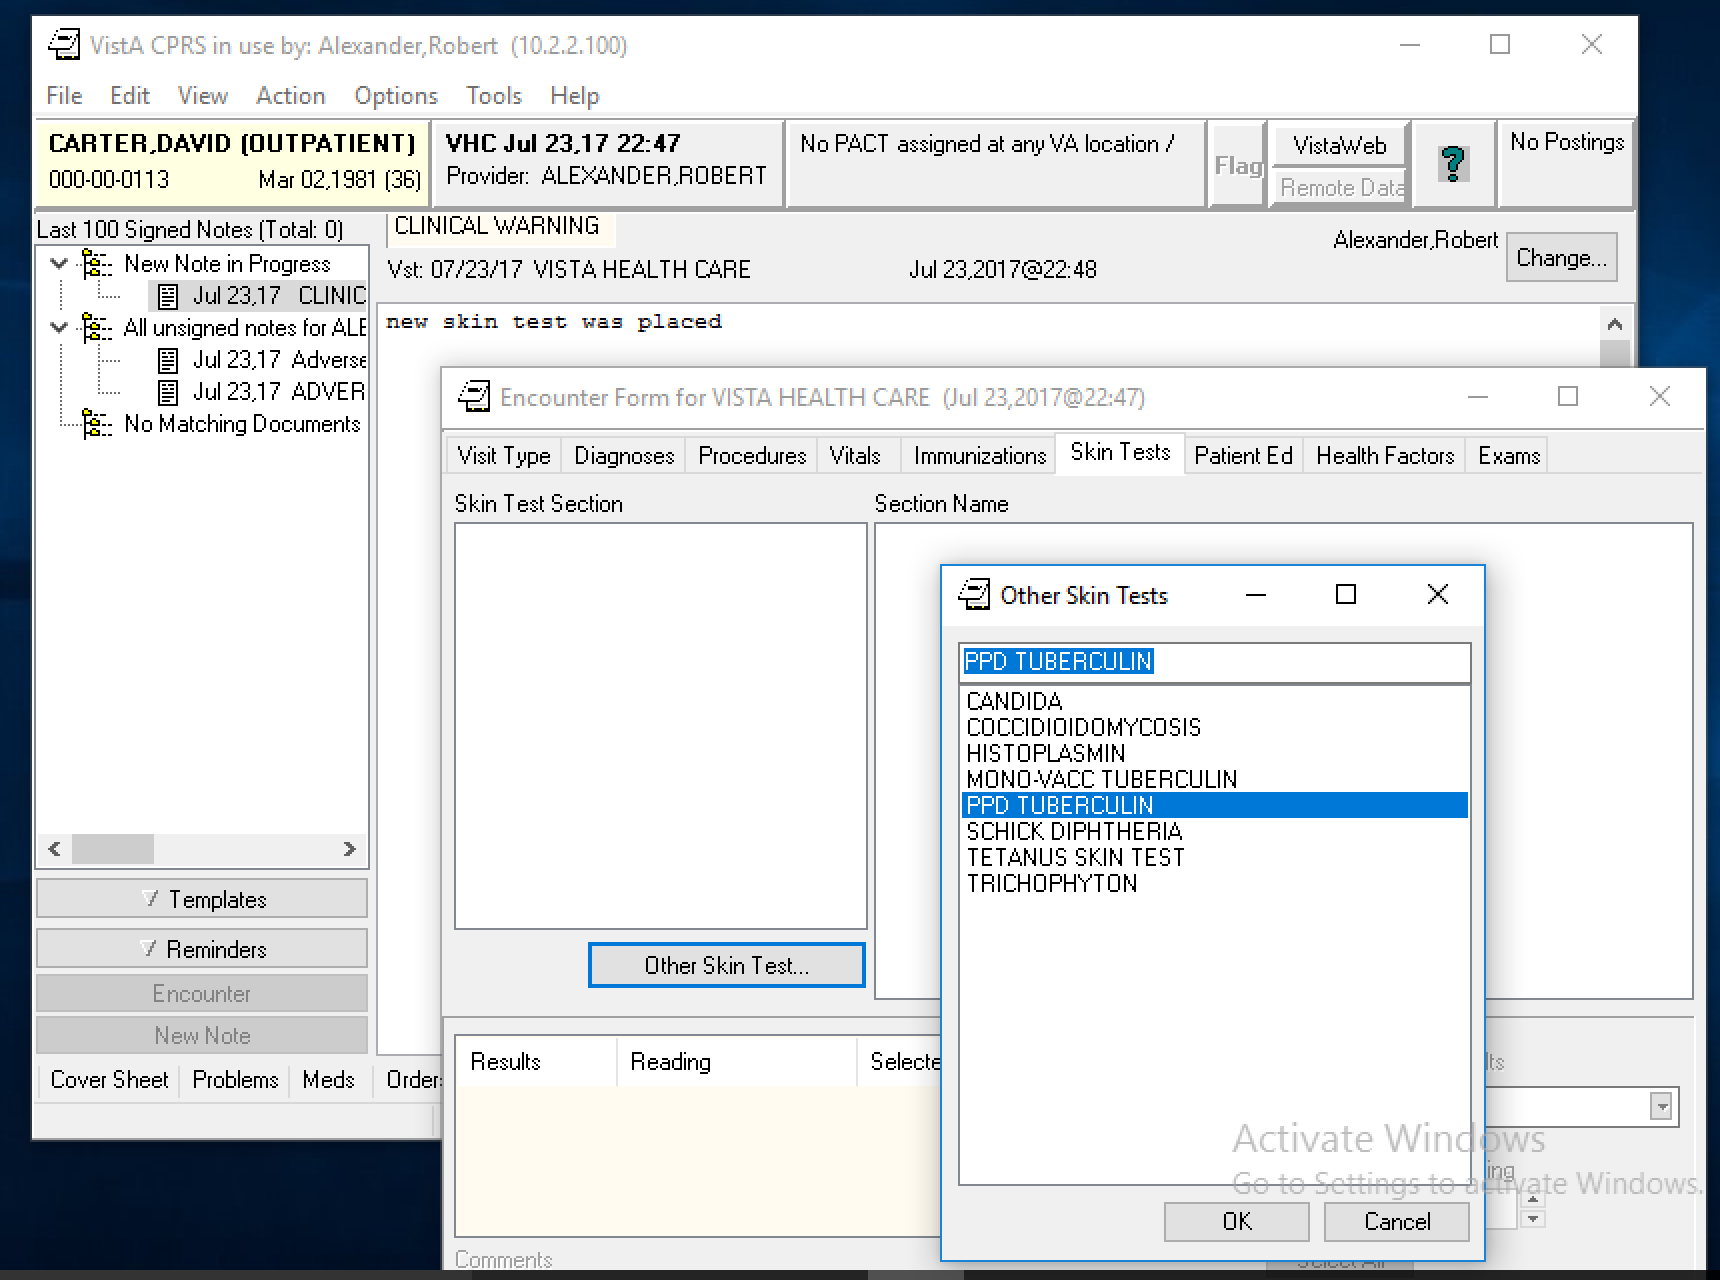 VistA CPRS in use by: Alexander,Robert (10.2.2.100)
File Edit View Action Options Tools Help
CARTER,DAVID (OUTPATIENT)
000-00-0113 Mar 02,1981 (36)
VHC Jul 23,17 22:47
Provider: ALEXANDER,ROBERT
No PACT assigned at any VA location /
Flag
VistaWeb
Remote Data
?
No Postings
Last 100 Signed Notes (Total: 0)
New Note in Progress
Jul 23,17 CLINIC
All unsigned notes for ALE
Jul 23,17 Adverse
Jul 23,17 ADVER
No Matching Documents
CLINICAL WARNING
Vst: 07/23/17 VISTA HEALTH CARE Jul 23,2017@22:48
Alexander,Robert
Change...
new skin test was placed
Templates
Reminders
Encounter
New Note
Cover Sheet Problems Meds Order
Encounter Form for VISTA HEALTH CARE (Jul 23,2017@22:47)
Visit Type Diagnoses Procedures Vitals Immunizations Skin Tests Patient Ed Health Factors Exams
Skin Test Section
Section Name
Other Skin Test...
Results Reading Selecte
Comments
Other Skin Tests
PPD TUBERCULIN
CANDIDA
COCCIDIOIDOMYCOSIS
HISTOPLASMIN
MONO-VACC TUBERCULIN
PPD TUBERCULIN
SCHICK DIPHTHERIA
TETANUS SKIN TEST
TRICHOPHYTON
OK Cancel
lts
ing
Activate Windows
Go to Settings to activate Windows.
Select All